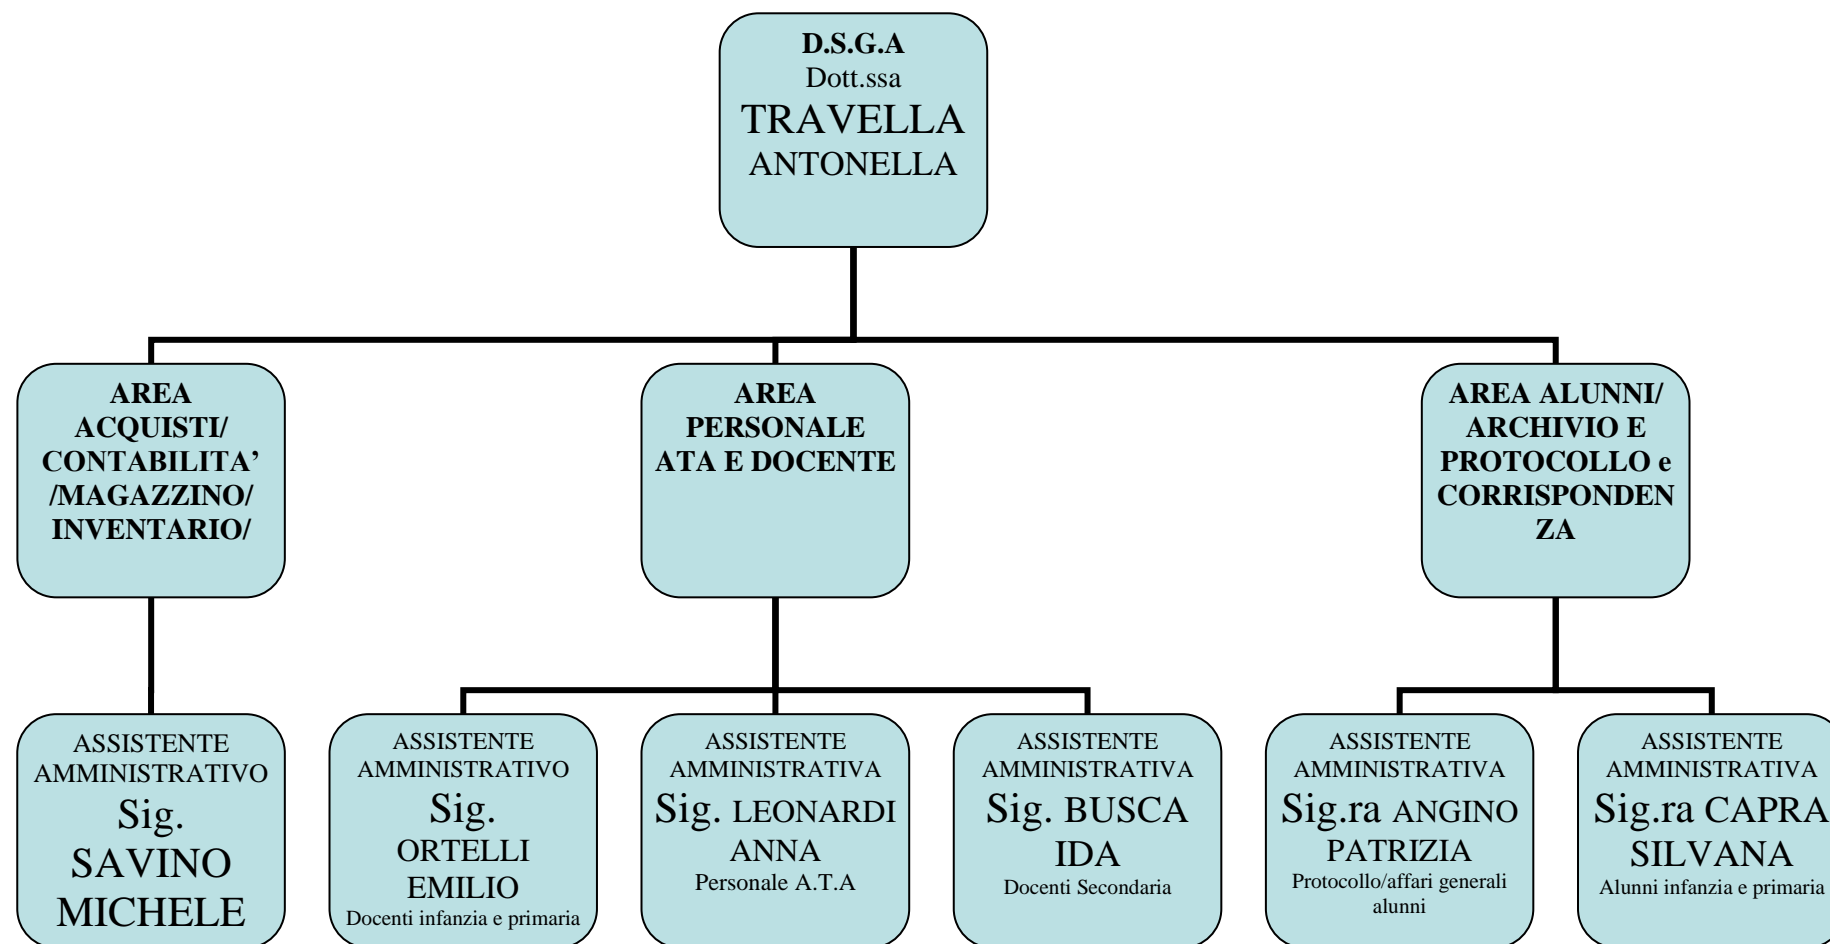 D.S.G.A
Dott.ssa
TRAVELLA
ANTONELLA
AREA
ACQUISTI/
CONTABILITA’
/MAGAZZINO/
INVENTARIO/
AREA
PERSONALE
ATA E DOCENTE
AREA ALUNNI/
ARCHIVIO E
PROTOCOLLO e
CORRISPONDEN
ZA
ASSISTENTE
AMMINISTRATIVO
Sig.
SAVINO
MICHELE
ASSISTENTE
AMMINISTRATIVO
Sig.
ORTELLI
EMILIO
Docenti infanzia e primaria
ASSISTENTE
AMMINISTRATIVA
Sig. LEONARDI
ANNA
Personale A.T.A
ASSISTENTE
AMMINISTRATIVA
Sig. BUSCA
IDA
Docenti Secondaria
ASSISTENTE
AMMINISTRATIVA
Sig.ra ANGINO
PATRIZIA
Protocollo/affari generali
alunni
ASSISTENTE
AMMINISTRATIVA
Sig.ra CAPRA
SILVANA
Alunni infanzia e primaria